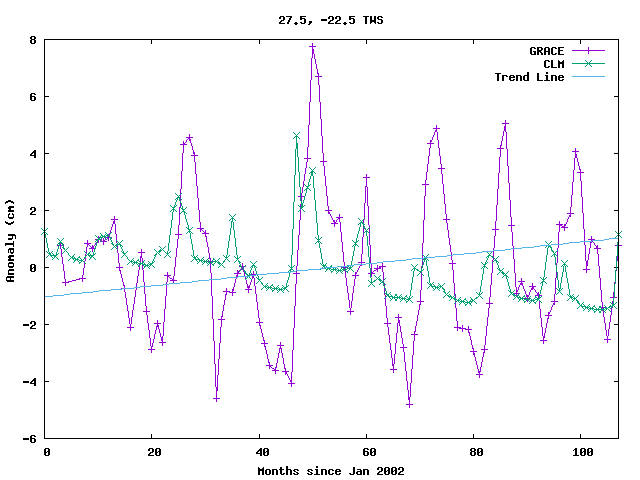 27.5, -22.5 TWS
GRACE
CLM
Trend Line
8
6
4
2
0
-2
-4
-6
Anomaly (cm)
0 20 40 60 80 100
Months since Jan 2002